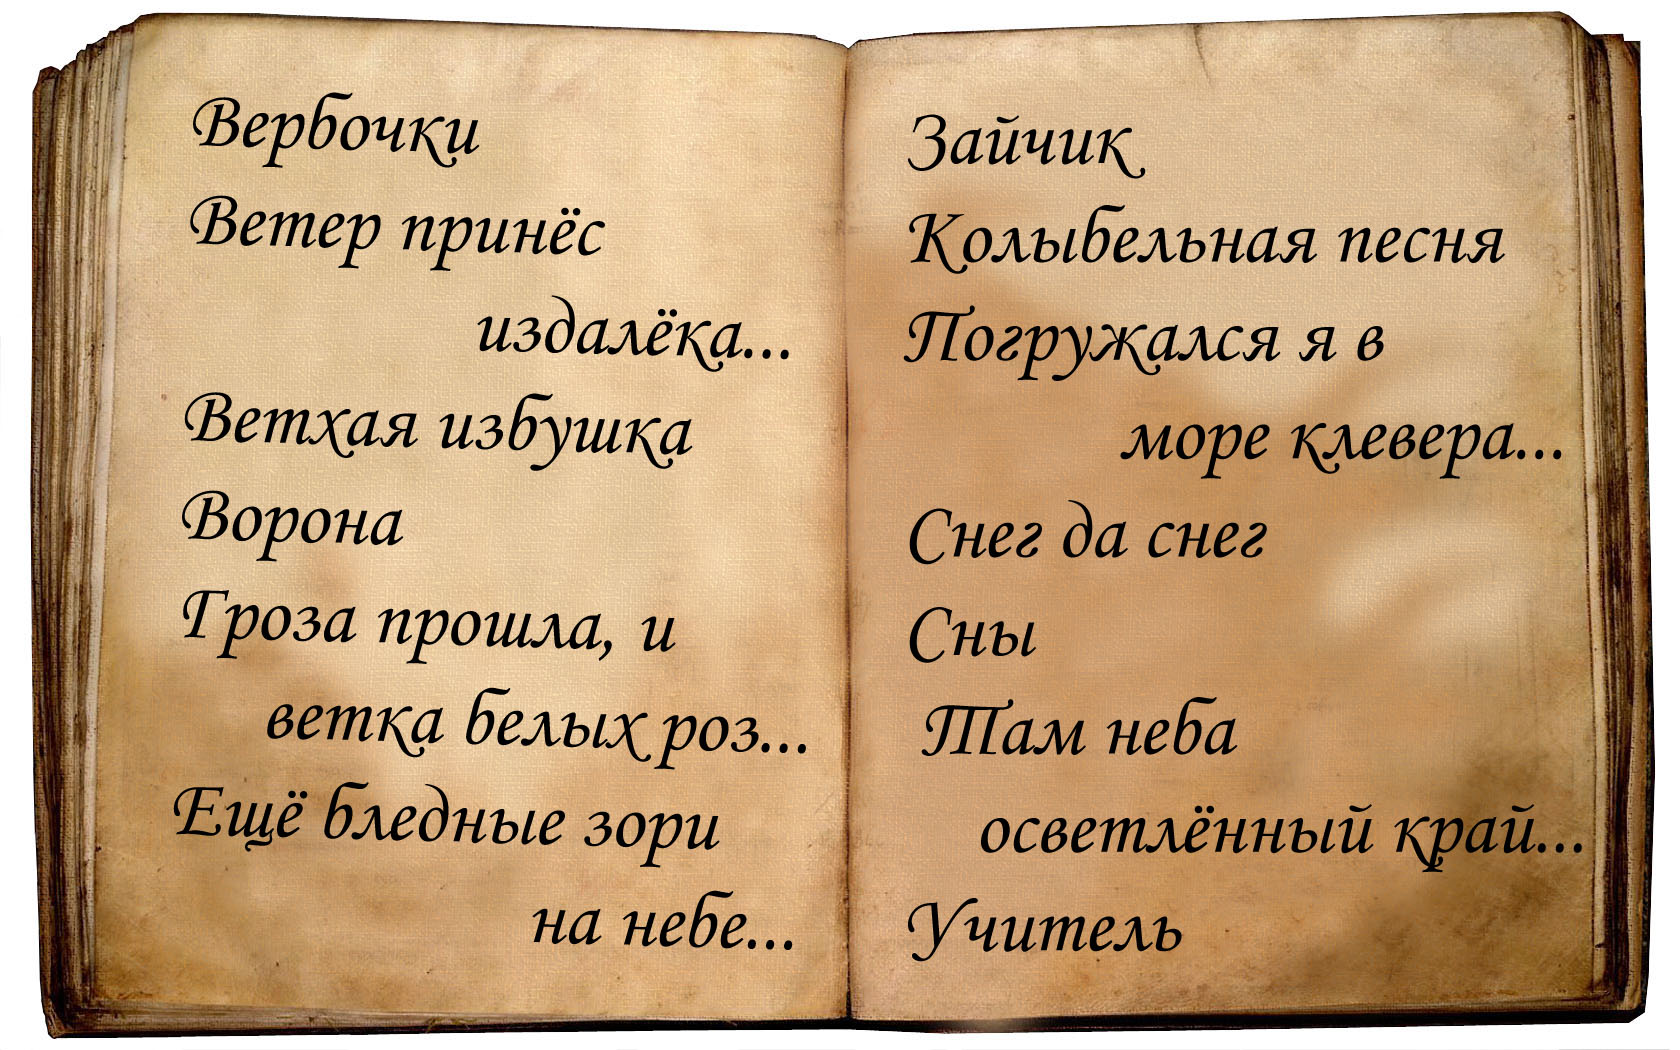 Вербочки
Ветер принёс
издалёка...
Ветхая избушка
Ворона
Гроза прошла, и
ветка белых роз...
Ещё бледные зори
на небе...
Зайчик
Колыбельная песня
Погружался я в
море клевера...
Снег да снег
Сны
Там неба
осветлённый край...
Учитель